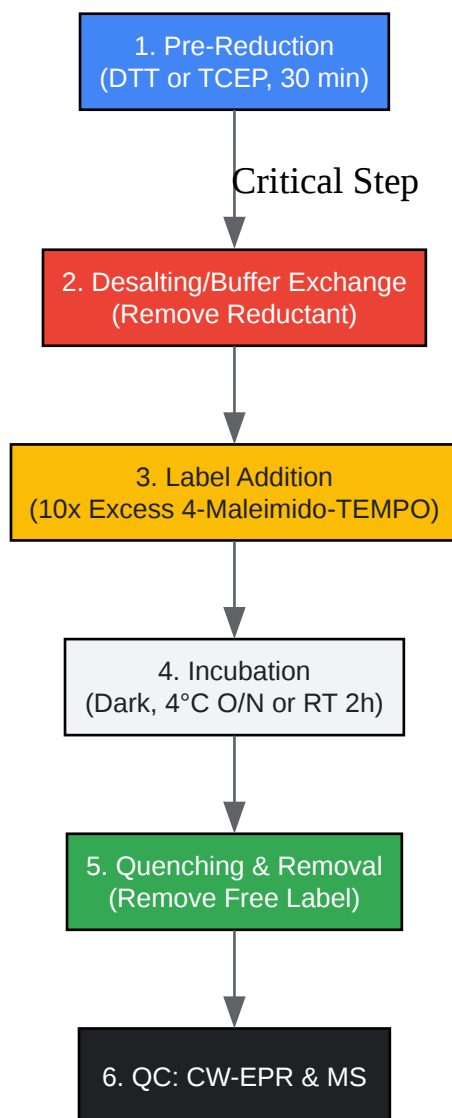 1. Pre-Reduction
(DTT or TCEP, 30 min)
Critical Step
2. Desalting/Buffer Exchange
(Remove Reductant)
3. Label Addition
(10x Excess 4-Maleimido-TEMPO)
4. Incubation
(Dark, 4°C O/N or RT 2h)
5. Quenching & Removal
(Remove Free Label)
6. QC: CW-EPR & MS